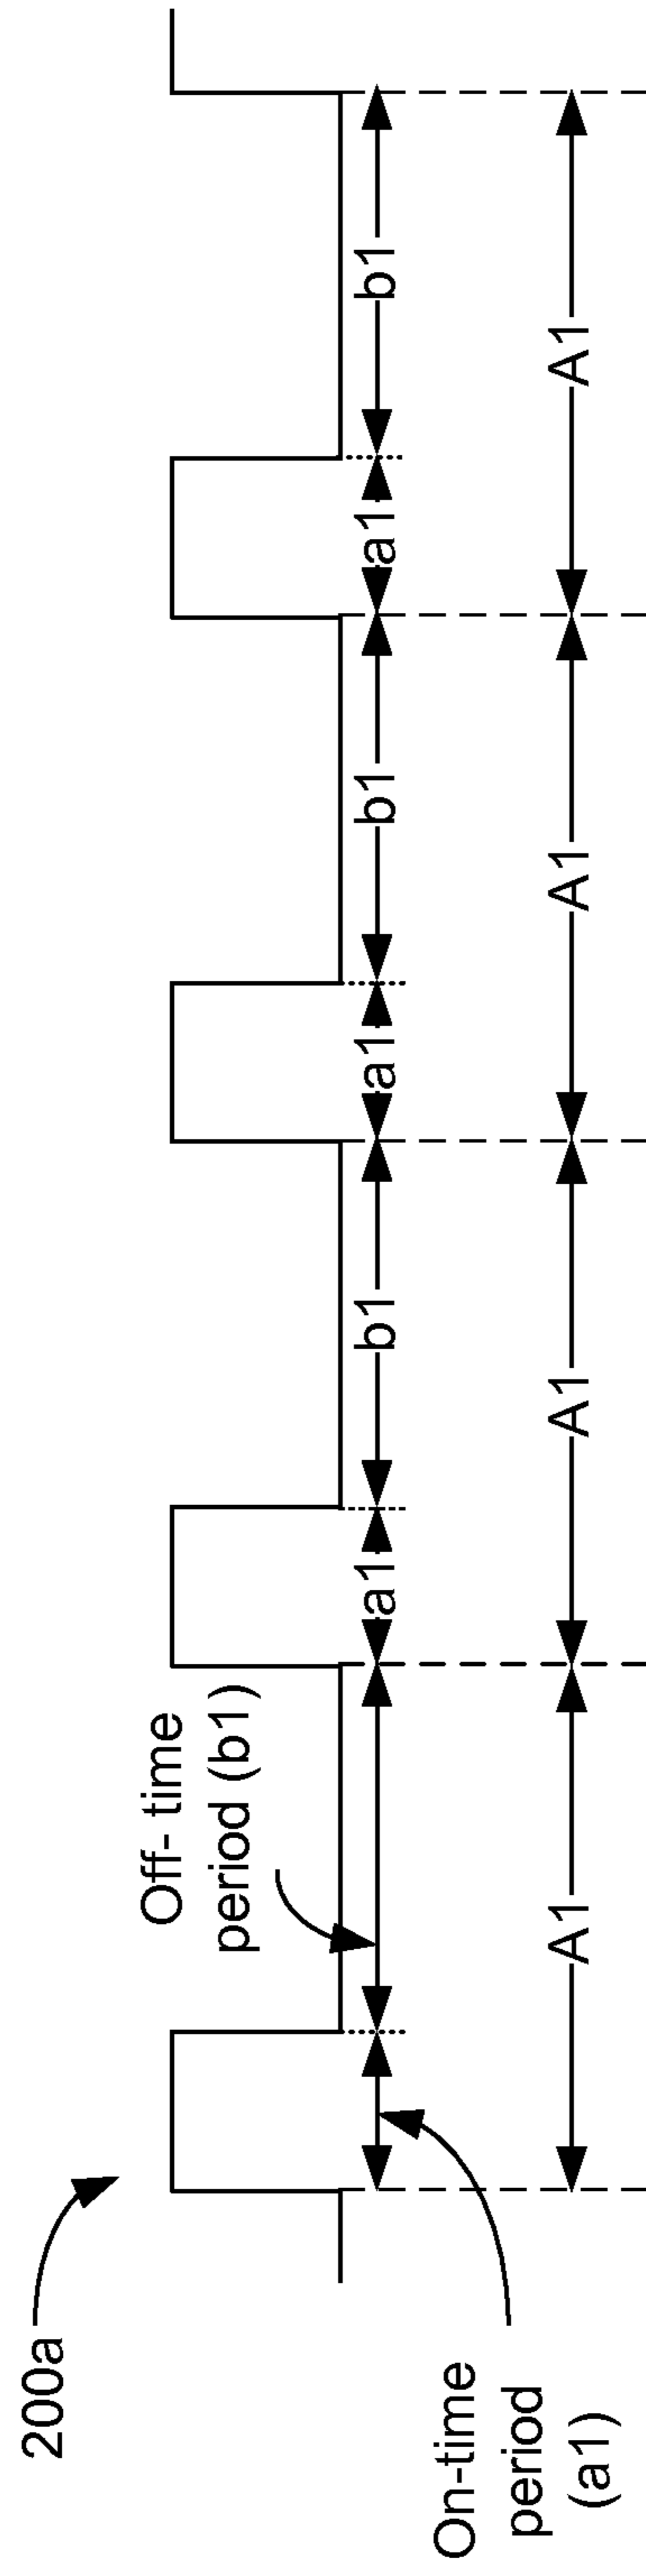 200a
Off- time
period (b1)
a1
b1
a1
b1
a1
b1
On-time
period
(a1)
A1
A1
A1
A1